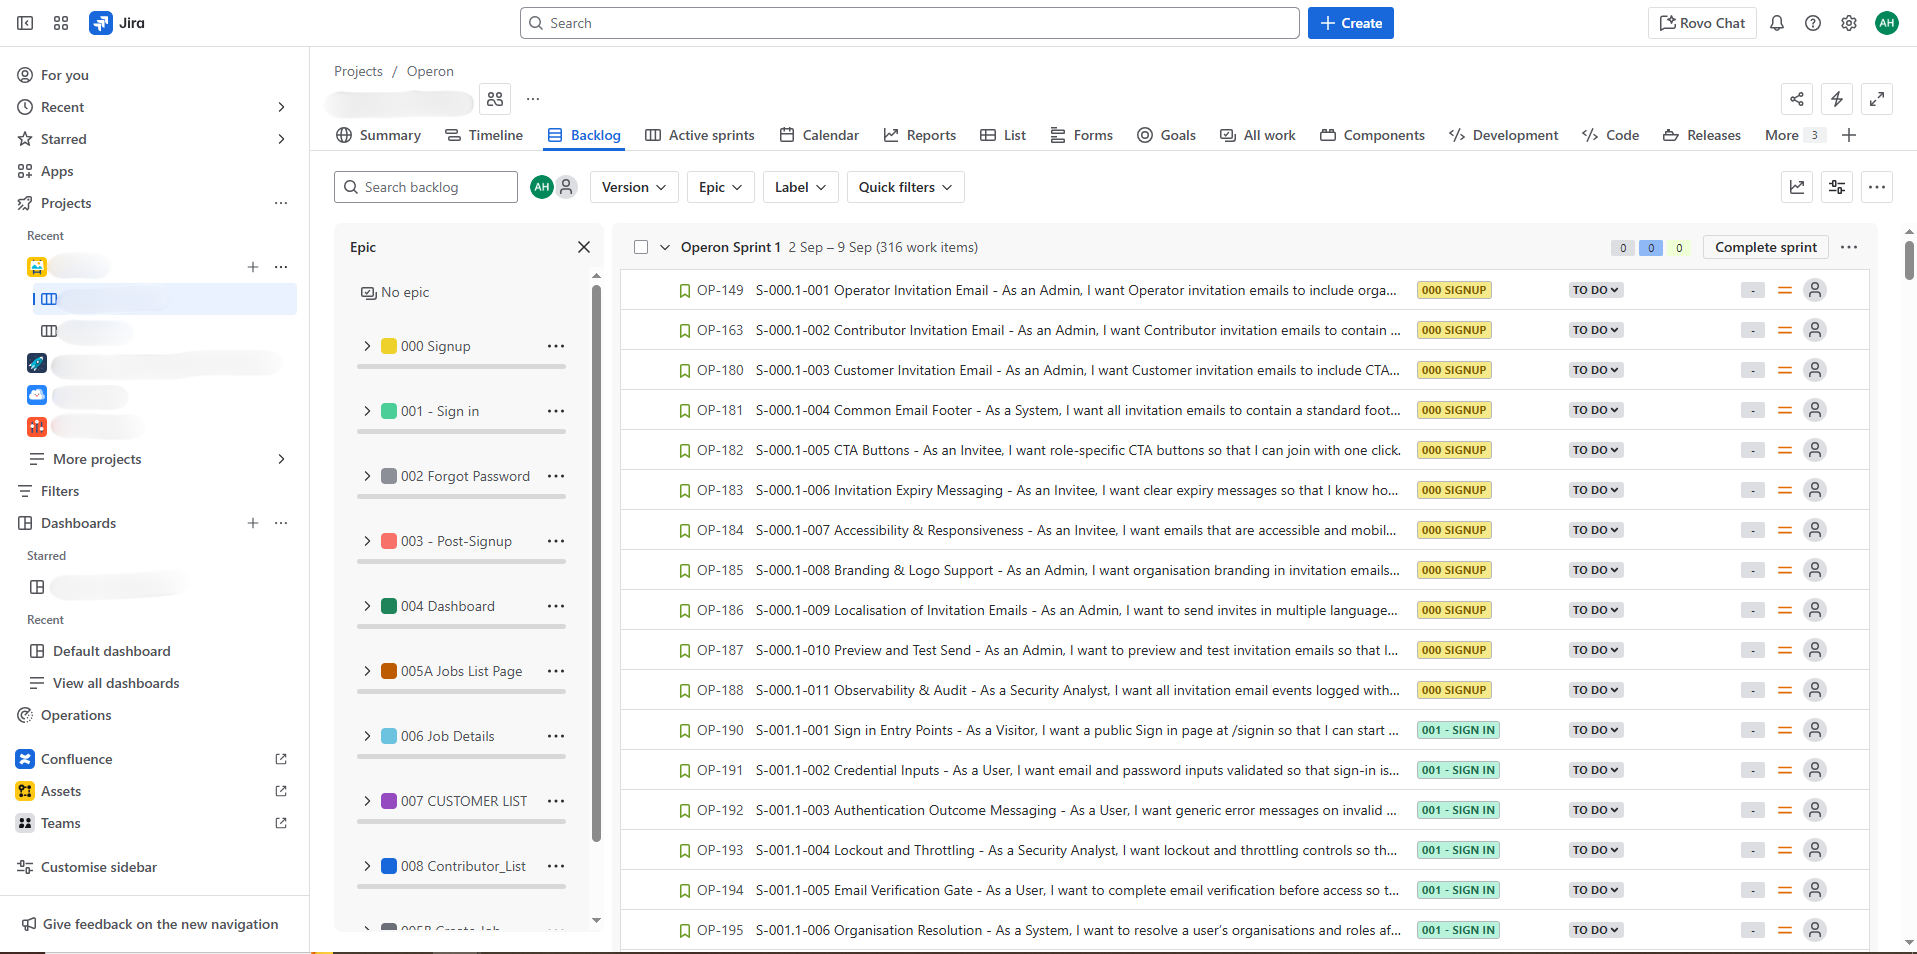 Jira
Search
Create
Rovo Chat
AH
For you
Recent
Starred
Apps
Projects
Recent
More projects
Filters
Dashboards
Starred
Recent
Default dashboard
View all dashboards
Operations
Confluence
Assets
Teams
Customise sidebar
Give feedback on the new navigation
Projects / Operon
Summary
Timeline
Backlog
Active sprints
Calendar
Reports
List
Forms
Goals
All work
Components
Development
Code
Releases
More 3
Search backlog
AH
Version
Epic
Label
Quick filters
Epic
No epic
000 Signup
001 - Sign in
002 Forgot Password
003 - Post-Signup
004 Dashboard
005A Jobs List Page
006 Job Details
007 CUSTOMER LIST
008 Contributor_List
Operon Sprint 1 2 Sep – 9 Sep (316 work items) 0 0 0 Complete sprint
OP-149 S-000.1-001 Operator Invitation Email - As an Admin, I want Operator invitation emails to include orga... 000 SIGNUP TO DO -
OP-163 S-000.1-002 Contributor Invitation Email - As an Admin, I want Contributor invitation emails to contain ... 000 SIGNUP TO DO -
OP-180 S-000.1-003 Customer Invitation Email - As an Admin, I want Customer invitation emails to include CTA... 000 SIGNUP TO DO -
OP-181 S-000.1-004 Common Email Footer - As a System, I want all invitation emails to contain a standard foot... 000 SIGNUP TO DO -
OP-182 S-000.1-005 CTA Buttons - As an Invitee, I want role-specific CTA buttons so that I can join with one click. 000 SIGNUP TO DO -
OP-183 S-000.1-006 Invitation Expiry Messaging - As an Invitee, I want clear expiry messages so that I know ho... 000 SIGNUP TO DO -
OP-184 S-000.1-007 Accessibility & Responsiveness - As an Invitee, I want emails that are accessible and mobil... 000 SIGNUP TO DO -
OP-185 S-000.1-008 Branding & Logo Support - As an Admin, I want organisation branding in invitation emails... 000 SIGNUP TO DO -
OP-186 S-000.1-009 Localisation of Invitation Emails - As an Admin, I want to send invites in multiple language... 000 SIGNUP TO DO -
OP-187 S-000.1-010 Preview and Test Send - As an Admin, I want to preview and test invitation emails so that I... 000 SIGNUP TO DO -
OP-188 S-000.1-011 Observability & Audit - As a Security Analyst, I want all invitation email events logged with... 000 SIGNUP TO DO -
OP-190 S-001.1-001 Sign in Entry Points - As a Visitor, I want a public Sign in page at /signin so that I can start ... 001 - SIGN IN TO DO -
OP-191 S-001.1-002 Credential Inputs - As a User, I want email and password inputs validated so that sign-in is... 001 - SIGN IN TO DO -
OP-192 S-001.1-003 Authentication Outcome Messaging - As a User, I want generic error messages on invalid ... 001 - SIGN IN TO DO -
OP-193 S-001.1-004 Lockout and Throttling - As a Security Analyst, I want lockout and throttling controls so th... 001 - SIGN IN TO DO -
OP-194 S-001.1-005 Email Verification Gate - As a User, I want to complete email verification before access so t... 001 - SIGN IN TO DO -
OP-195 S-001.1-006 Organisation Resolution - As a System, I want to resolve a user's organisations and roles af... 001 - SIGN IN TO DO -